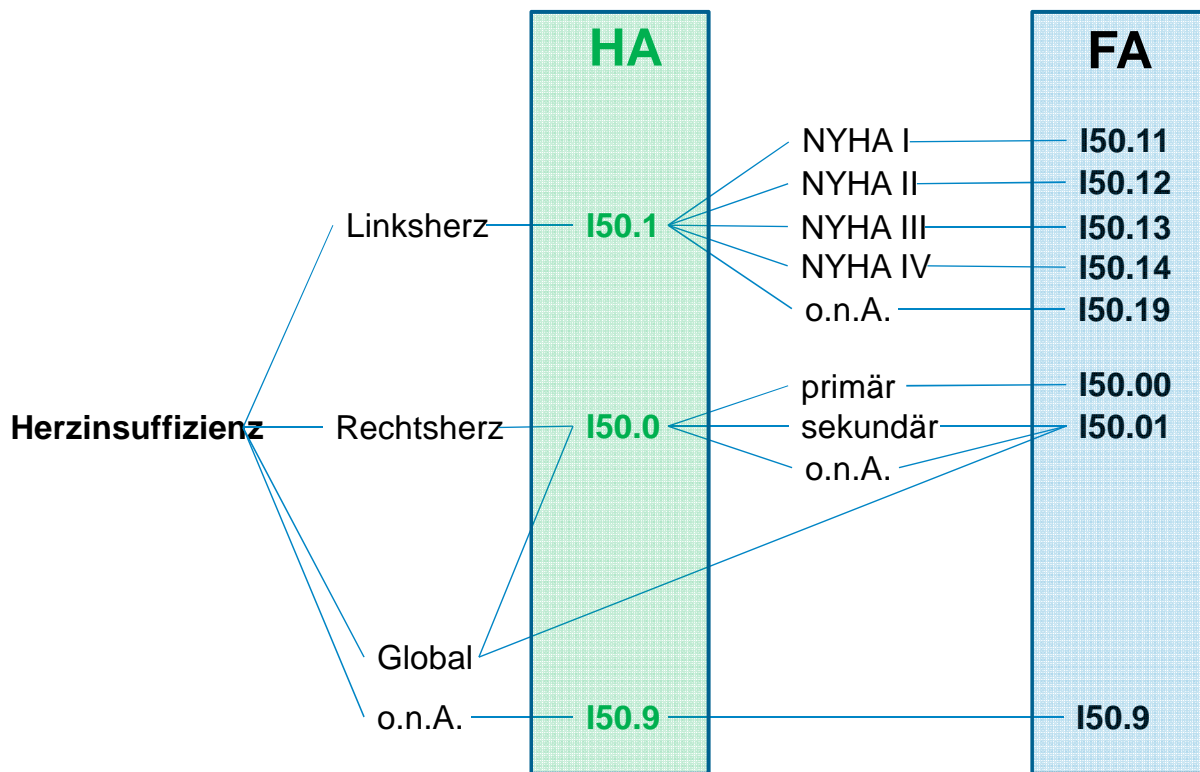 HA
FA
NYHA I
I50.11
NYHA II
I50.12
Linksherz
I50.1
NYHA III
I50.13
NYHA IV
I50.14
o.n.A.
I50.19
primär
I50.00
Herzinsuffizienz
Rechtsherz
I50.0
sekundär
I50.01
o.n.A.
Global
o.n.A.
I50.9
I50.9